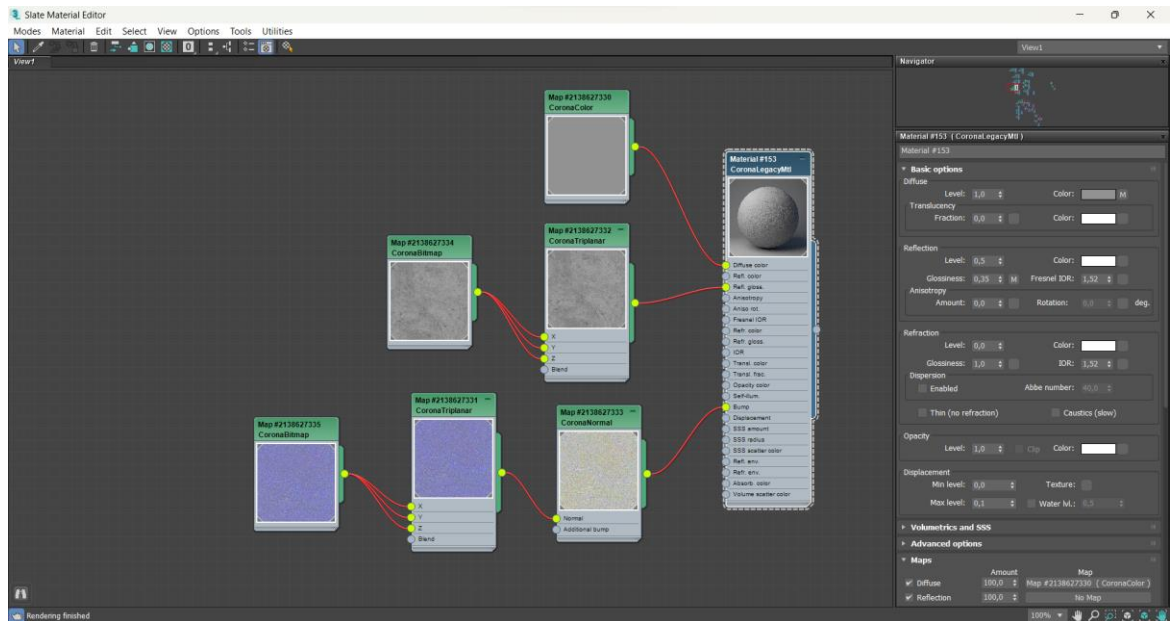 Slate Material Editor
Modes Material Edit Select View Options Tools Utilities
View1
View1
Navigator
Map #2138627330
CoronaColor
Map #2138627332
CoronaTriplanar
X
Y
Z
Blend
Map #2138627334
CoronaBitmap
Map #2138627331
CoronaTriplanar
X
Y
Z
Blend
Map #2138627335
CoronaBitmap
Map #2138627333
CoronaNormal
Normal
Additional bump
Material #153
CoronaLegacyMtl
Diffuse color
Refl. color
Refl. gloss.
Anisotropy
Aniso rot.
Fresnel IOR
Refr. color
Refr. gloss.
IOR
Transl. color
Transl. frac.
Opacity color
Self-illum.
Bump
Displacement
SSS amount
SSS radius
SSS scatter color
Refl. env.
Refr. env.
Absorb. color
Volume scatter color
Material #153 ( CoronaLegacyMtl )
Material #153
Basic options
Diffuse
Level: 1,0 Color: M
Translucency
Fraction: 0,0 Color:
Reflection
Level: 0,5 Color:
Glossiness: 0,35 M Fresnel IOR: 1,52
Anisotropy
Amount: 0,0 Rotation: 0,0 deg.
Refraction
Level: 0,0 Color:
Glossiness: 1,0 IOR: 1,52
Dispersion
Enabled Abbe number: 40,0
Thin (no refraction) Caustics (slow)
Opacity
Level: 1,0 Clip Color:
Displacement
Min level: 0,0 Texture:
Max level: 0,1 Water lvl.: 0,5
Volumetrics and SSS
Advanced options
Maps
Amount Map
Diffuse 100,0 Map #2138627330 ( CoronaColor )
Reflection 100,0 No Map
Rendering finished
100%